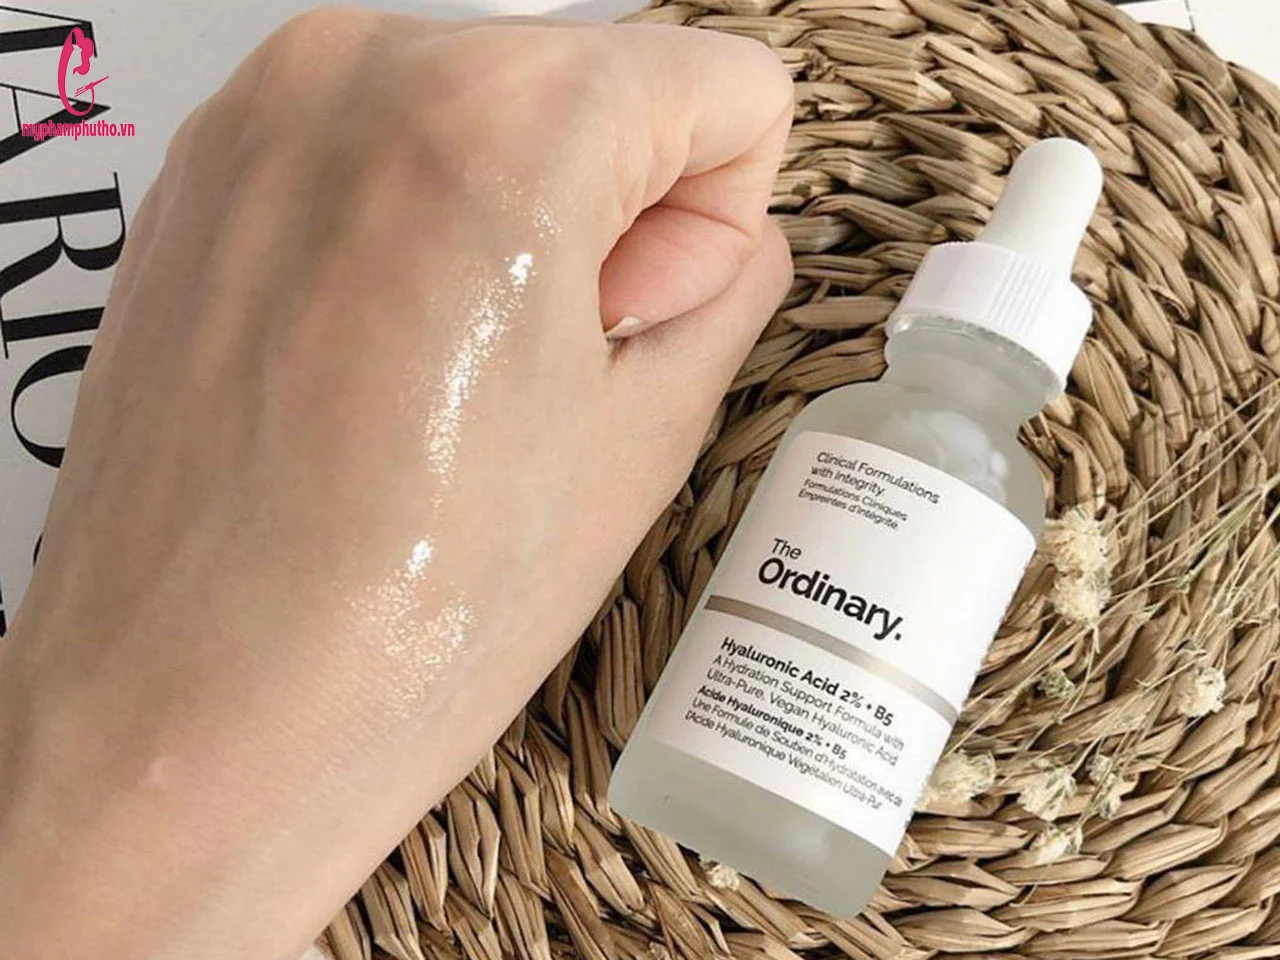 myphamphutho.vn
MARIO
Clinical Formulations
with Integrity.
Formulations Cliniques
Empreintes d'intégrité.
The
Ordinary.
Hyaluronic Acid 2% + B5
A Hydration Support Formula with
Ultra-Pure, Vegan Hyaluronic Acid
Acide Hyaluronique 2% + B5
Une Formule de Soutien d'Hydratation avec de
l'Acide Hyaluronique Végétalien Ultra-Pur